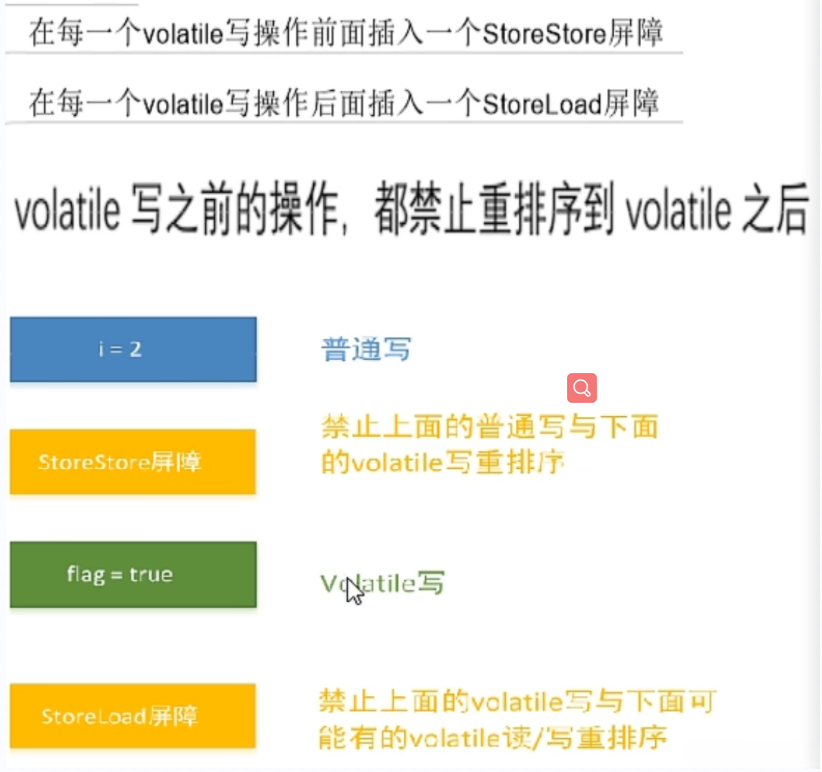 在每一个volatile写操作前面插入一个StoreStore屏障
在每一个volatile写操作后面插入一个StoreLoad屏障
volatile 写之前的操作，都禁止重排序到 volatile 之后
i = 2
普通写
禁止上面的普通写与下面
的volatile写重排序
StoreStore屏障
flag = true
Volatile写
StoreLoad屏障
禁止上面的volatile写与下面可
能有的volatile读/写重排序